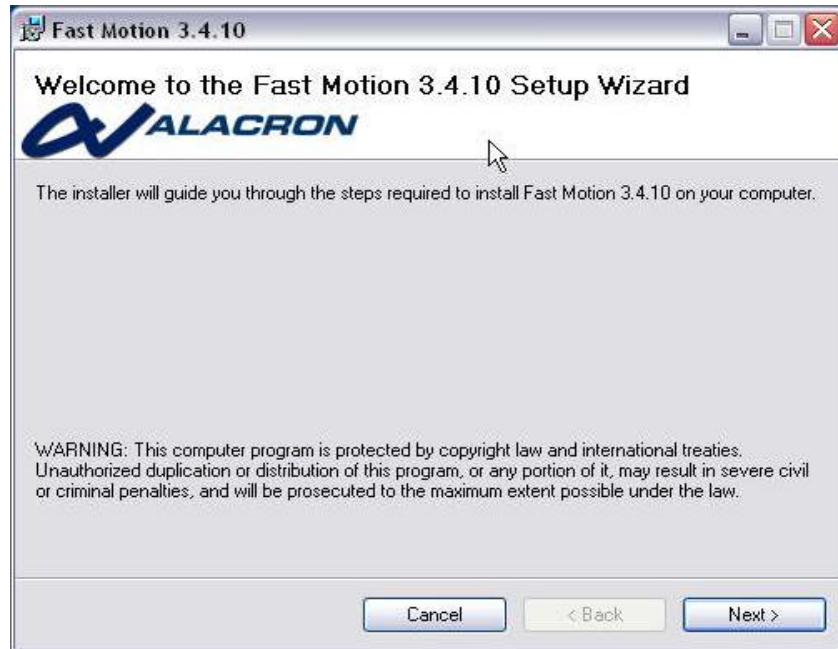 Fast Motion 3.4.10
Welcome to the Fast Motion 3.4.10 Setup Wizard
ALACRON
The installer will guide you through the steps required to install Fast Motion 3.4.10 on your computer.
WARNING: This computer program is protected by copyright law and international treaties.
Unauthorized duplication or distribution of this program, or any portion of it, may result in severe civil
or criminal penalties, and will be prosecuted to the maximum extent possible under the law.
Cancel < Back Next >